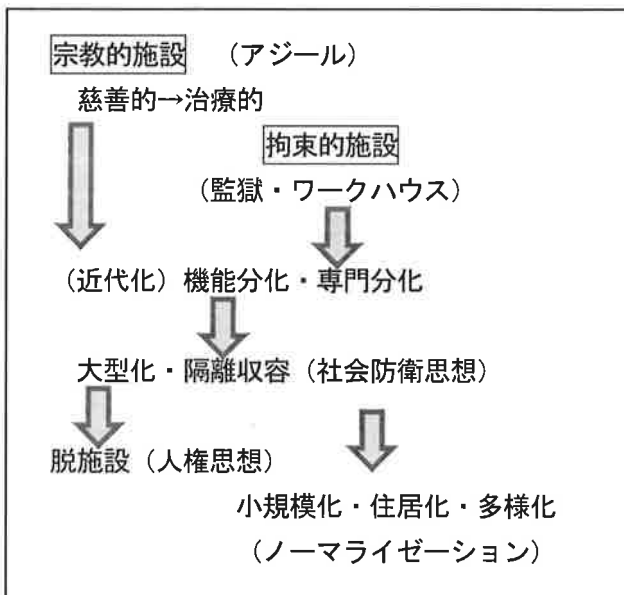 宗教的施設 （アジール）
慈善的→治療的
拘束的施設
（監獄・ワークハウス）
（近代化）機能分化・専門分化
大型化・隔離収容（社会防衛思想）
脱施設（人権思想）
小規模化・住居化・多様化
（ノーマライゼーション）